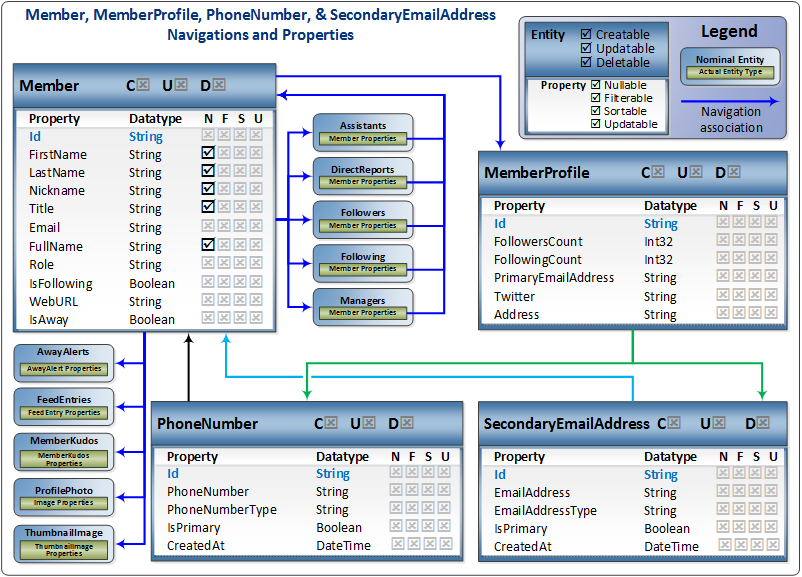 Member, MemberProfile, PhoneNumber, & SecondaryEmailAddress
Navigations and Properties
Legend
Entity
Creatable
Updatable
Deletable
Property
Nullable
Filterable
Sortable
Updatable
Nominal Entity
Actual Entity Type
Navigation
association
Member C U D
Property Datatype N F S U
Id String
FirstName String
LastName String
Nickname String
Title String
Email String
FullName String
Role String
IsFollowing Boolean
WebURL String
IsAway Boolean
Assistants
Member Properties
DirectReports
Member Properties
Followers
Member Properties
Following
Member Properties
Managers
Member Properties
MemberProfile C U D
Property Datatype N F S U
Id String
FollowersCount Int32
FollowingCount Int32
PrimaryEmailAddress String
Twitter String
Address String
AwayAlerts
AwayAlert Properties
FeedEntries
FeedEntry Properties
MemberKudos
MemberKudos
Properties
ProfilePhoto
Image Properties
ThumbnailImage
ThumbnailImage
Properties
PhoneNumber C U D
Property Datatype N F S U
Id String
PhoneNumber String
PhoneNumberType String
IsPrimary Boolean
CreatedAt DateTime
SecondaryEmailAddress C U D
Property Datatype N F S U
Id String
EmailAddress String
EmailAddressType String
IsPrimary Boolean
CreatedAt DateTime